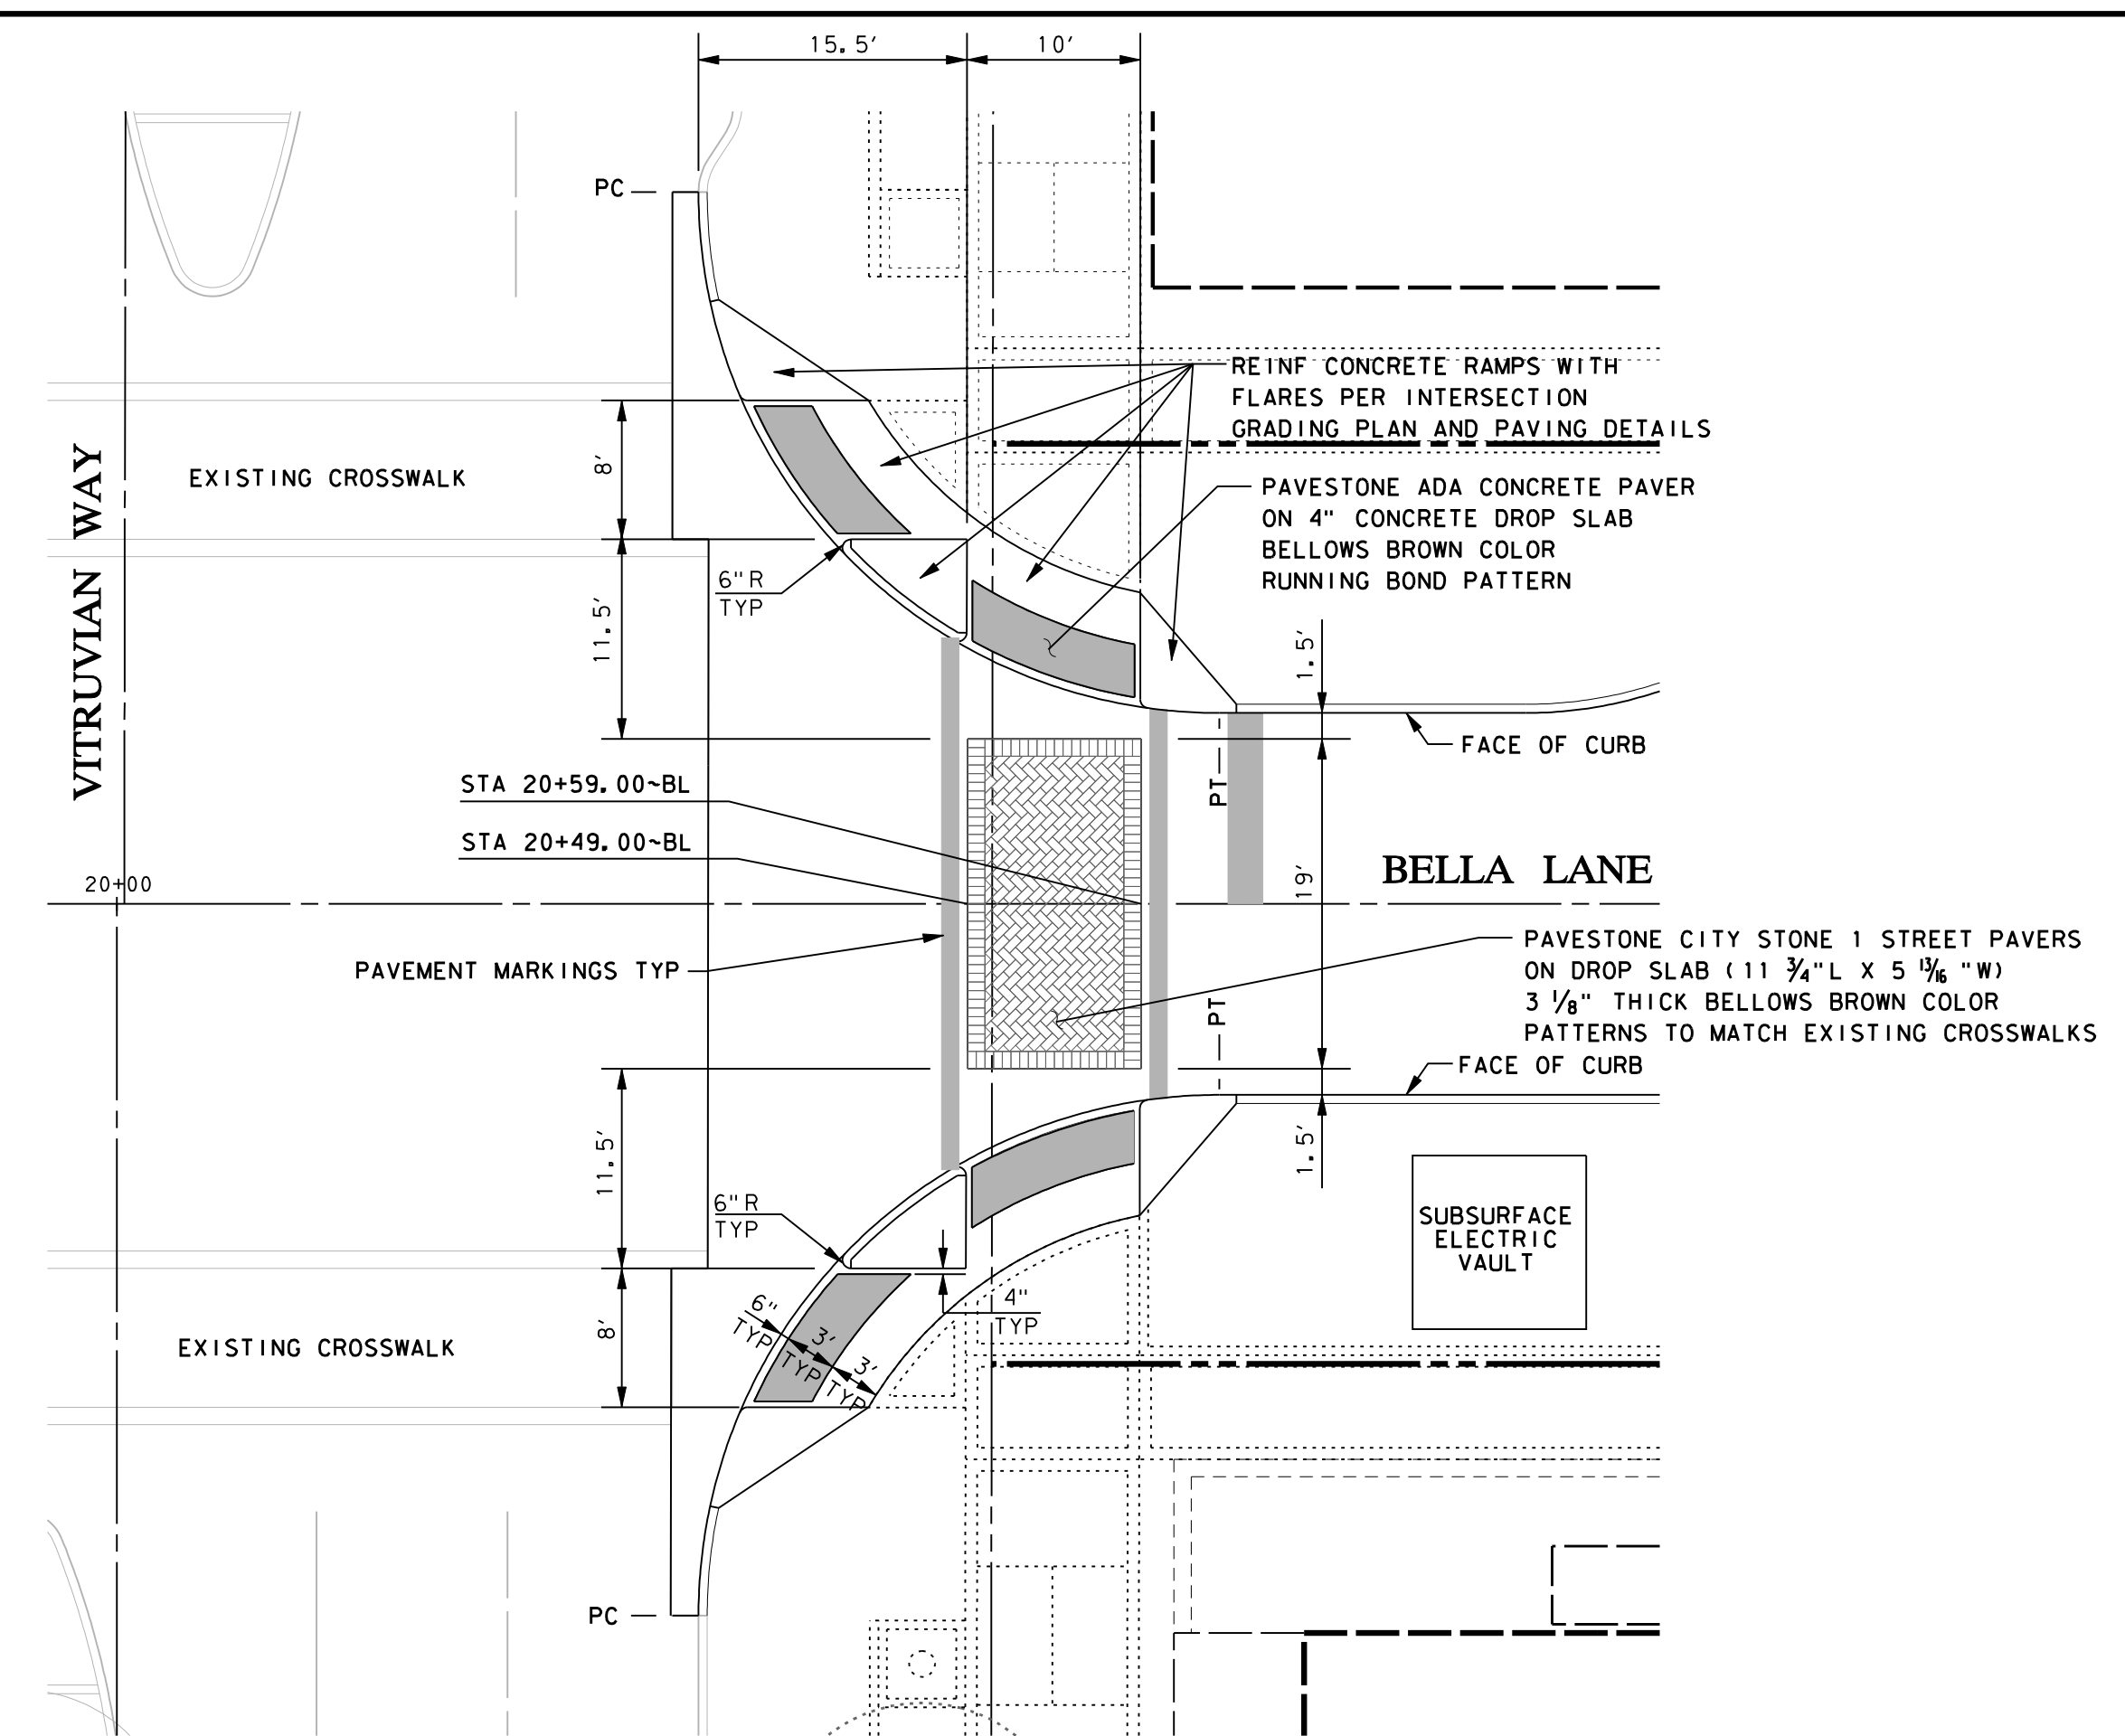 15.5' 10'
PC
REINF CONCRETE RAMPS WITH
FLARES PER INTERSECTION
GRADING PLAN AND PAVING DETAILS
8'
EXISTING CROSSWALK
VITRUVIAN WAY
PAVESTONE ADA CONCRETE PAVER
ON 4" CONCRETE DROP SLAB
BELLOWS BROWN COLOR
RUNNING BOND PATTERN
6"R
TYP
11.5'
1.5'
FACE OF CURB
STA 20+59.00~BL
PT
STA 20+49.00~BL
20+00
19'
BELLA LANE
PAVEMENT MARKINGS TYP
PAVESTONE CITY STONE 1 STREET PAVERS
ON DROP SLAB (11 3/4"L X 5 13/16 "W)
3 1/8" THICK BELLOWS BROWN COLOR
PATTERNS TO MATCH EXISTING CROSSWALKS
PT
FACE OF CURB
11.5'
1.5'
6"R
TYP
SUBSURFACE
ELECTRIC
VAULT
4"
TYP
6"
TYP
3'
TYP
3'
TYP
8'
EXISTING CROSSWALK
PC